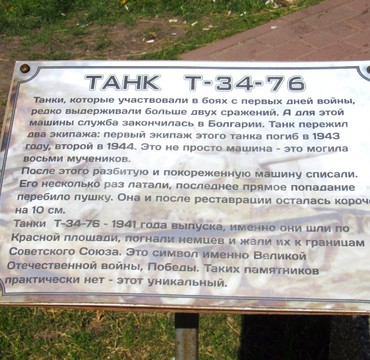 ТАНК Т-34-76
Танки, которые участвовали в боях с первых дней войны,
редко выдерживали больше двух сражений. А для этой
машины служба закончилась в Болгарии. Танк пережил
два экипажа: первый экипаж этого танка погиб в 1943
году, второй в 1944. Это не просто машина - это могила
восьми мучеников.
После этого разбитую и покореженную машину списали.
Его несколько раз латали, последнее прямое попадание
перебило пушку. Она и после реставрации осталась короче
на 10 см.
Танки Т-34-76 - 1941 года выпуска, именно они шли по
Красной площади, погнали немцев и жали их к границам
Советского Союза. Это символ именно Великой
Отечественной войны, Победы. Таких памятников
практически нет - этот уникальный.